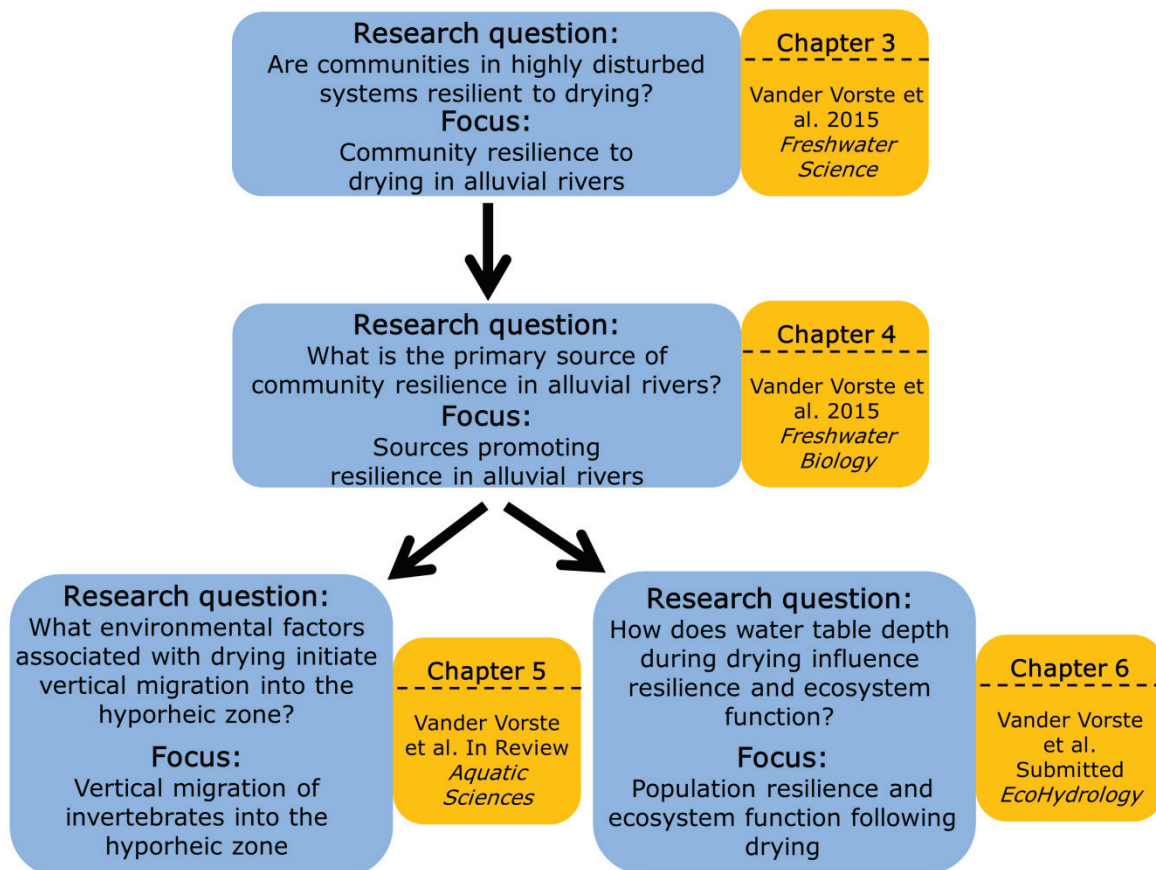 Research question:
Are communities in highly disturbed
systems resilient to drying?
Focus:
Community resilience to
drying in alluvial rivers
Chapter 3
Vander Vorste et
al. 2015
Freshwater
Science
Research question:
What is the primary source of
community resilience in alluvial rivers?
Focus:
Sources promoting
resilience in alluvial rivers
Chapter 4
Vander Vorste et
al. 2015
Freshwater
Biology
Research question:
What environmental factors
associated with drying initiate
vertical migration into the
hyporheic zone?
Focus:
Vertical migration of
invertebrates into the
hyporheic zone
Chapter 5
Vander Vorste
et al. In Review
Aquatic
Sciences
Research question:
How does water table depth
during drying influence
resilience and ecosystem
function?
Focus:
Population resilience and
ecosystem function following
drying
Chapter 6
Vander Vorste
et al.
Submitted
EcoHydrology